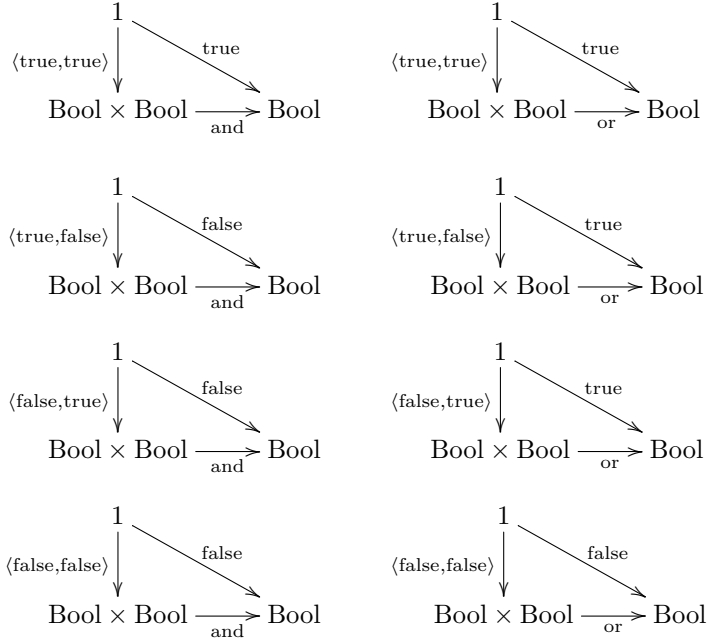 1 1
⟨true,true⟩ true ⟨true,true⟩ true
Bool × Bool and Bool Bool × Bool or Bool
1 1
⟨true,false⟩ false ⟨true,false⟩ true
Bool × Bool and Bool Bool × Bool or Bool
1 1
⟨false,true⟩ false ⟨false,true⟩ true
Bool × Bool and Bool Bool × Bool or Bool
1 1
⟨false,false⟩ false ⟨false,false⟩ false
Bool × Bool and Bool Bool × Bool or Bool